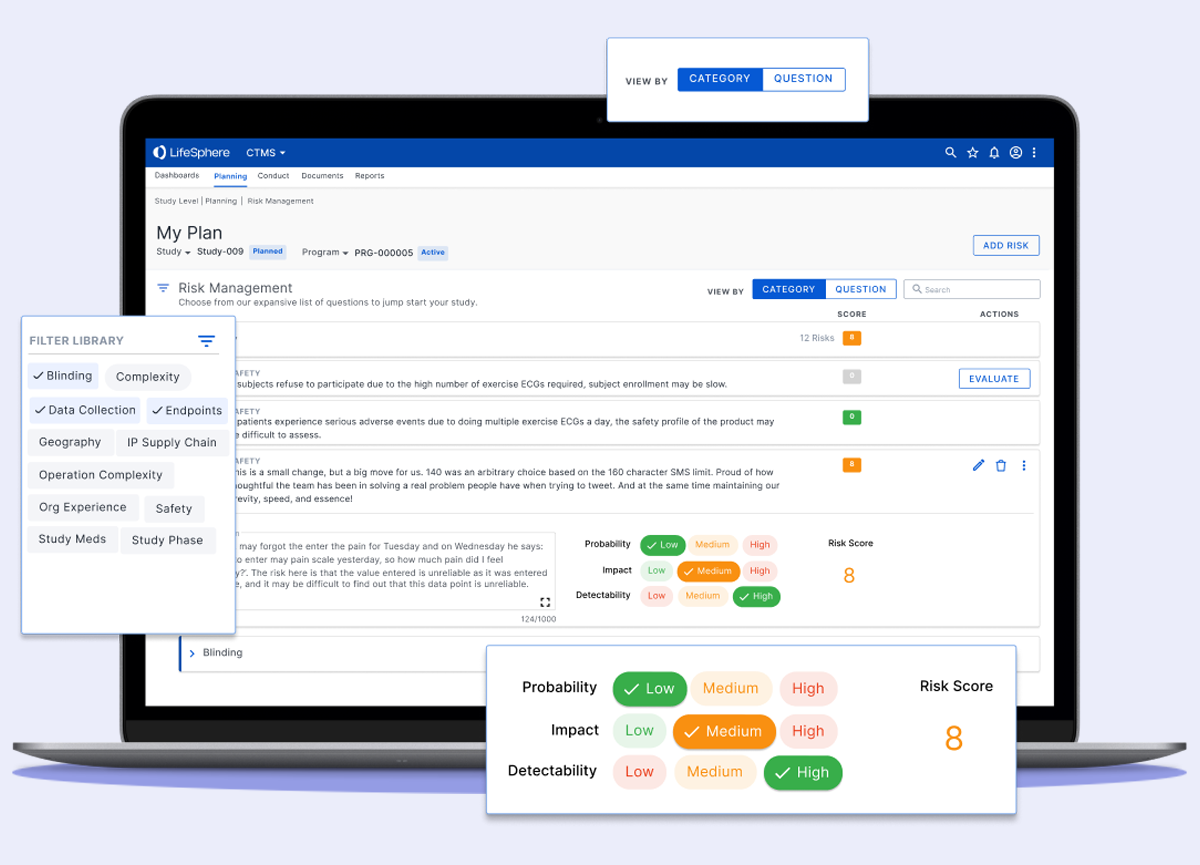 VIEW BY CATEGORY QUESTION
LifeSphere CTMS
Dashboards Planning Conduct Documents Reports
Study Level | Planning | Risk Management
My Plan
Study Study-009 Planned Program PRG-000005 Active
ADD RISK
Risk Management
Choose from our expansive list of questions to jump start your study.
VIEW BY CATEGORY QUESTION Search
SCORE ACTIONS
12 Risks 8
AFETY
subjects refuse to participate due to the high number of exercise ECGs required, subject enrollment may be slow.
0 EVALUATE
AFETY
patients experience serious adverse events due to doing multiple exercise ECGs a day, the safety profile of the product may
difficult to assess.
0
AFETY
his is a small change, but a big move for us. 140 was an arbitrary choice based on the 160 character SMS limit. Proud of how
houghtful the team has been in solving a real problem people have when trying to tweet. And at the same time maintaining our
revity, speed, and essence!
8
may forgot the enter the pain for Tuesday and on Wednesday he says:
to enter may pain scale yesterday, so how much pain did I feel
y?'. The risk here is that the value entered is unreliable as it was entered
e, and it may be difficult to find out that this data point is unreliable.
124/1000
Probability Low Medium High
Impact Low Medium High
Detectability Low Medium High
Risk Score
8
Blinding
FILTER LIBRARY
Blinding Complexity
Data Collection Endpoints
Geography IP Supply Chain
Operation Complexity
Org Experience Safety
Study Meds Study Phase
Probability Low Medium High
Impact Low Medium High
Detectability Low Medium High
Risk Score
8